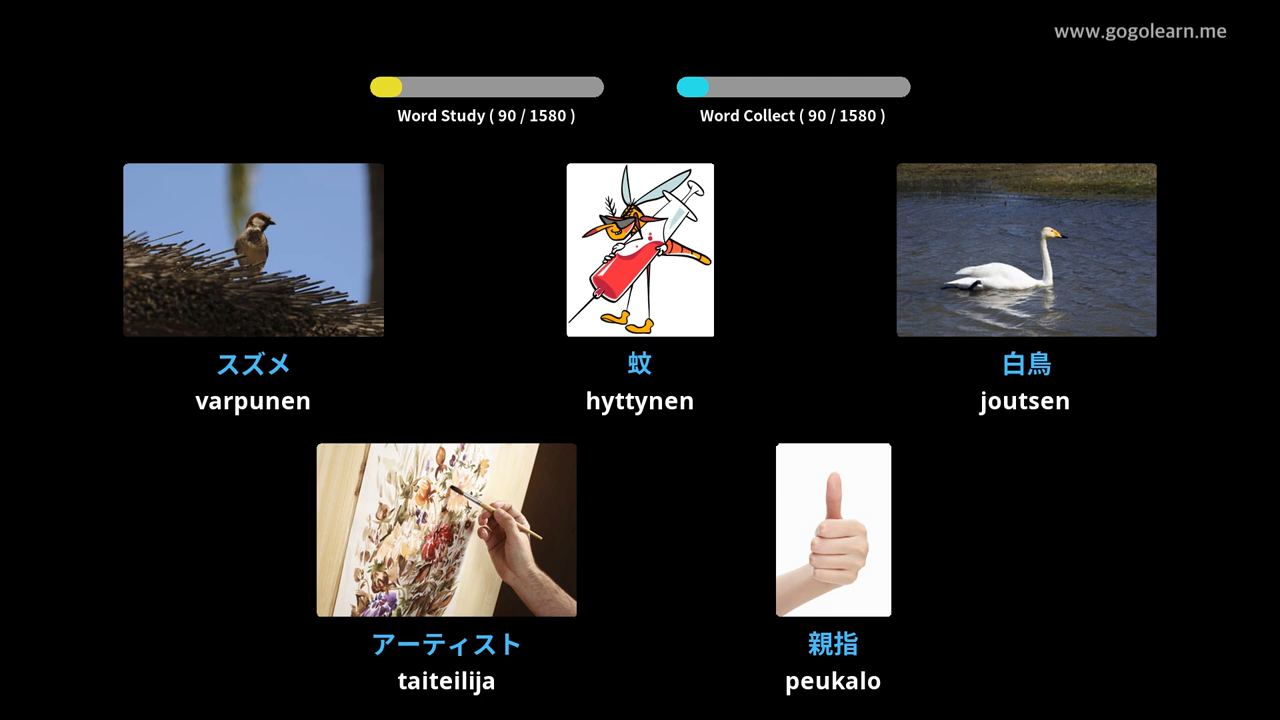 www.gogolearn.me
Word Study ( 90 / 1580 )
Word Collect ( 90 / 1580 )
スズメ
varpunen
蚊
hyttynen
白鳥
joutsen
アーティスト
taiteilija
親指
peukalo